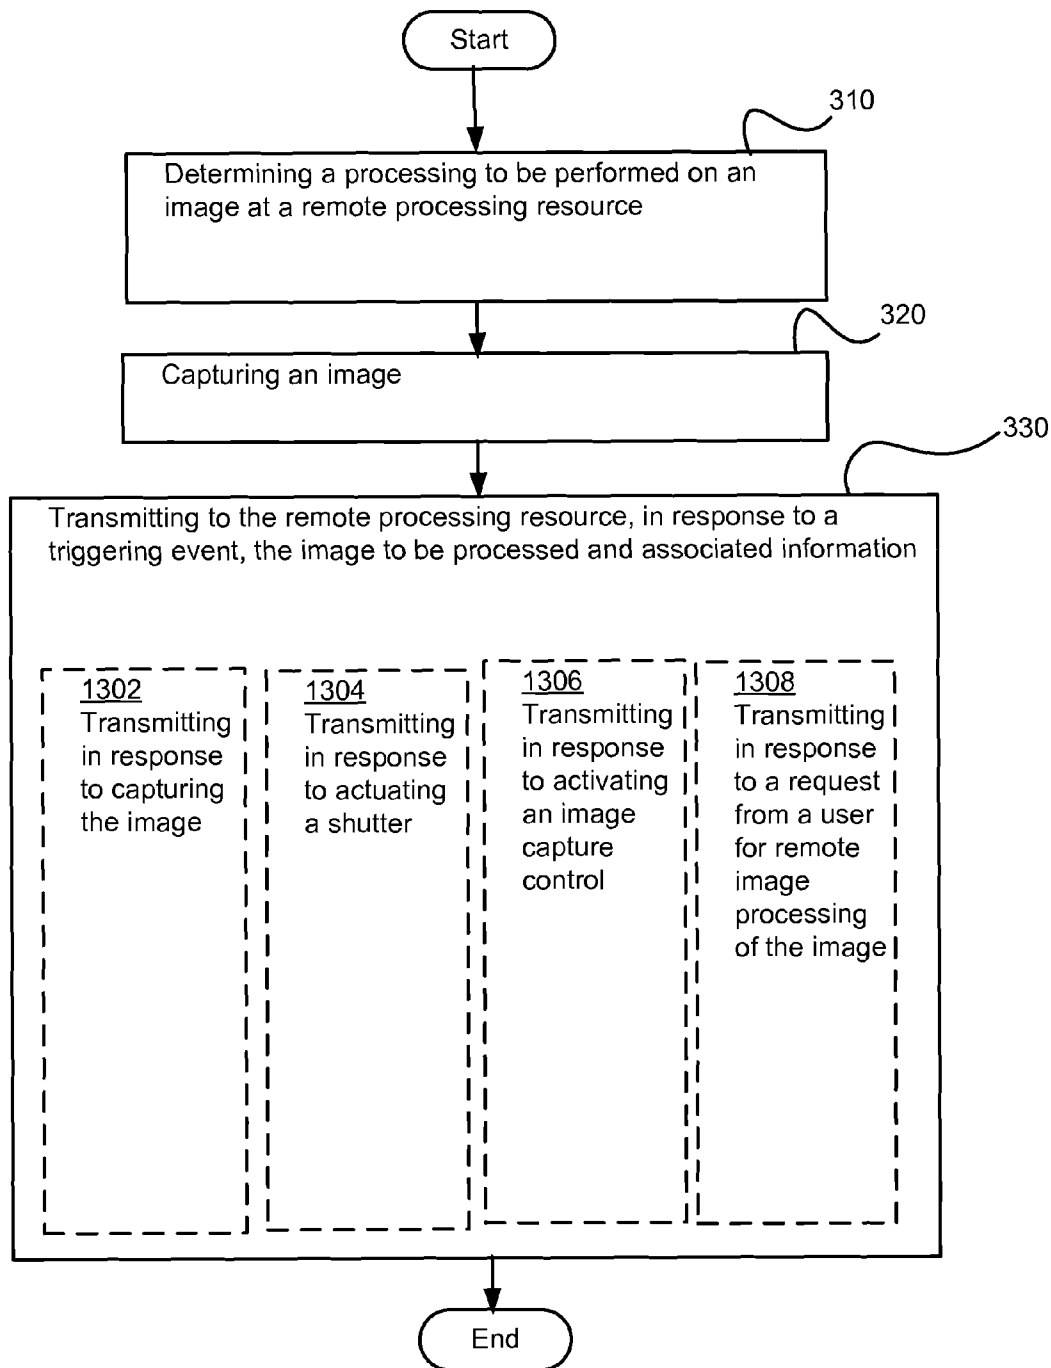 Start
310
Determining a processing to be performed on an
image at a remote processing resource
320
Capturing an image
330
Transmitting to the remote processing resource, in response to a
triggering event, the image to be processed and associated information
1302
Transmitting
in response
to capturing
the image
1304
Transmitting
in response
to actuating
a shutter
1306
Transmitting
in response
to activating
an image
capture
control
1308
Transmitting
in response
to a request
from a user
for remote
image
processing
of the image
End